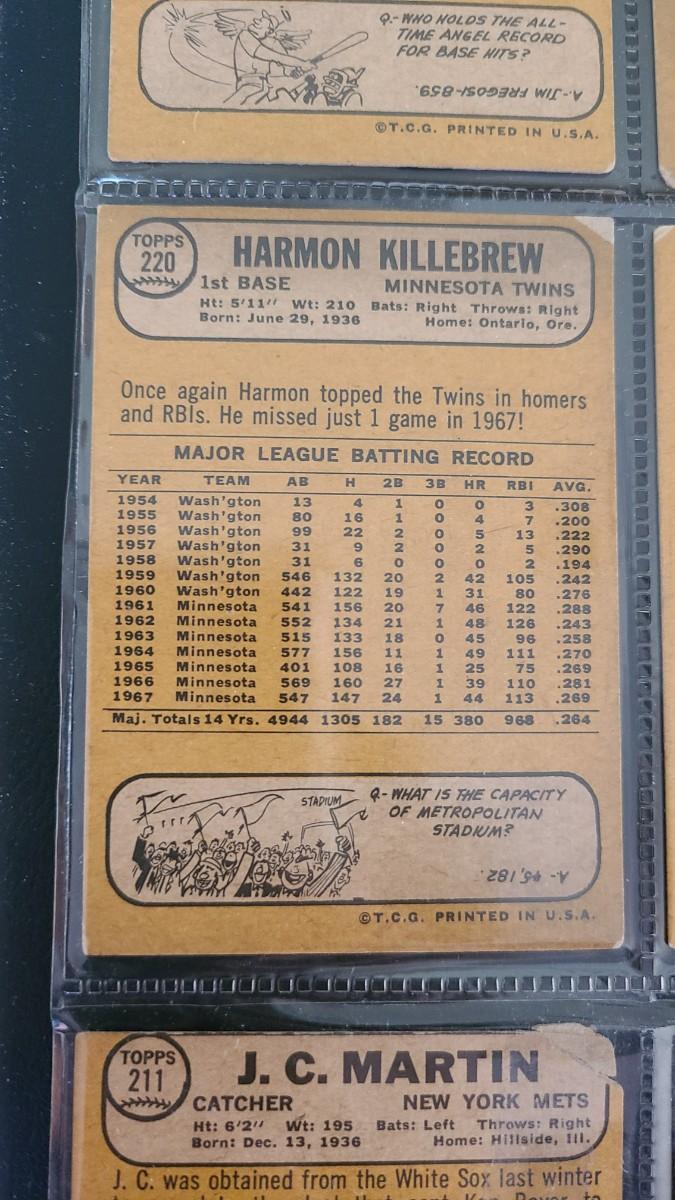 Q.-WHO HOLDS THE ALL-
TIME ANGEL RECORD
FOR BASE HITS?
A.-JIM FREGOSI-859.
©T.C.G. PRINTED IN U.S.A.
TOPPS
220
HARMON KILLEBREW
1st BASE MINNESOTA TWINS
Ht: 5'11" Wt: 210 Bats: Right Throws: Right
Born: June 29, 1936 Home: Ontario, Ore.
Once again Harmon topped the Twins in homers
and RBIs. He missed just 1 game in 1967!
MAJOR LEAGUE BATTING RECORD
YEAR TEAM AB H 2B 3B HR RBI AVG.
1954 Wash'gton 13 4 1 0 0 3 .308
1955 Wash'gton 80 16 1 0 4 7 .200
1956 Wash'gton 99 22 2 0 5 13 .222
1957 Wash'gton 31 9 2 0 2 5 .290
1958 Wash'gton 31 6 0 0 0 2 .194
1959 Wash'gton 546 132 20 2 42 105 .242
1960 Wash'gton 442 122 19 1 31 80 .276
1961 Minnesota 541 156 20 7 46 122 .288
1962 Minnesota 552 134 21 1 48 126 .243
1963 Minnesota 515 133 18 0 45 96 .258
1964 Minnesota 577 156 11 1 49 111 .270
1965 Minnesota 401 108 16 1 25 75 .269
1966 Minnesota 569 160 27 1 39 110 .281
1967 Minnesota 547 147 24 1 44 113 .269
Maj. Totals 14 Yrs. 4944 1305 182 15 380 968 .264
STADIUM
Q-WHAT IS THE CAPACITY
OF METROPOLITAN
STADIUM?
A.-45,182.
©T.C.G. PRINTED IN U.S.A.
TOPPS
211
J. C. MARTIN
CATCHER NEW YORK METS
Ht: 6'2" Wt: 195 Bats: Left Throws: Right
Born: Dec. 13, 1936 Home: Hillside, Ill.
J. C. was obtained from the White Sox last winter